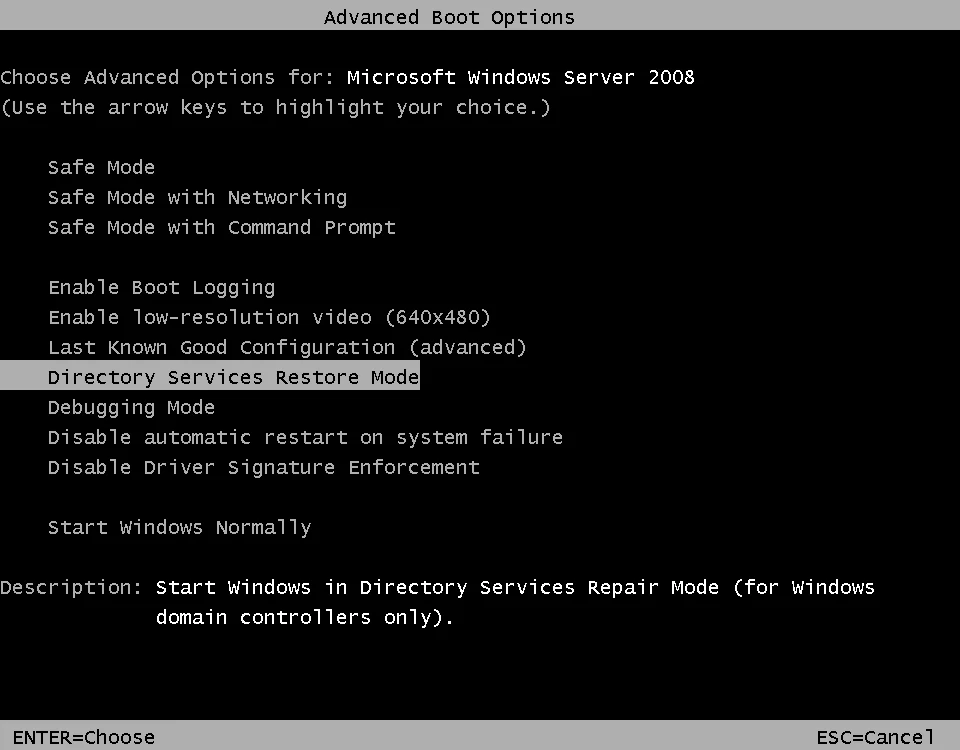 Advanced Boot Options
Choose Advanced Options for: Microsoft Windows Server 2008
(Use the arrow keys to highlight your choice.)
Safe Mode
Safe Mode with Networking
Safe Mode with Command Prompt
Enable Boot Logging
Enable low-resolution video (640x480)
Last Known Good Configuration (advanced)
Directory Services Restore Mode
Debugging Mode
Disable automatic restart on system failure
Disable Driver Signature Enforcement
Start Windows Normally
Description: Start Windows in Directory Services Repair Mode (for Windows
domain controllers only).
ENTER=Choose ESC=Cancel